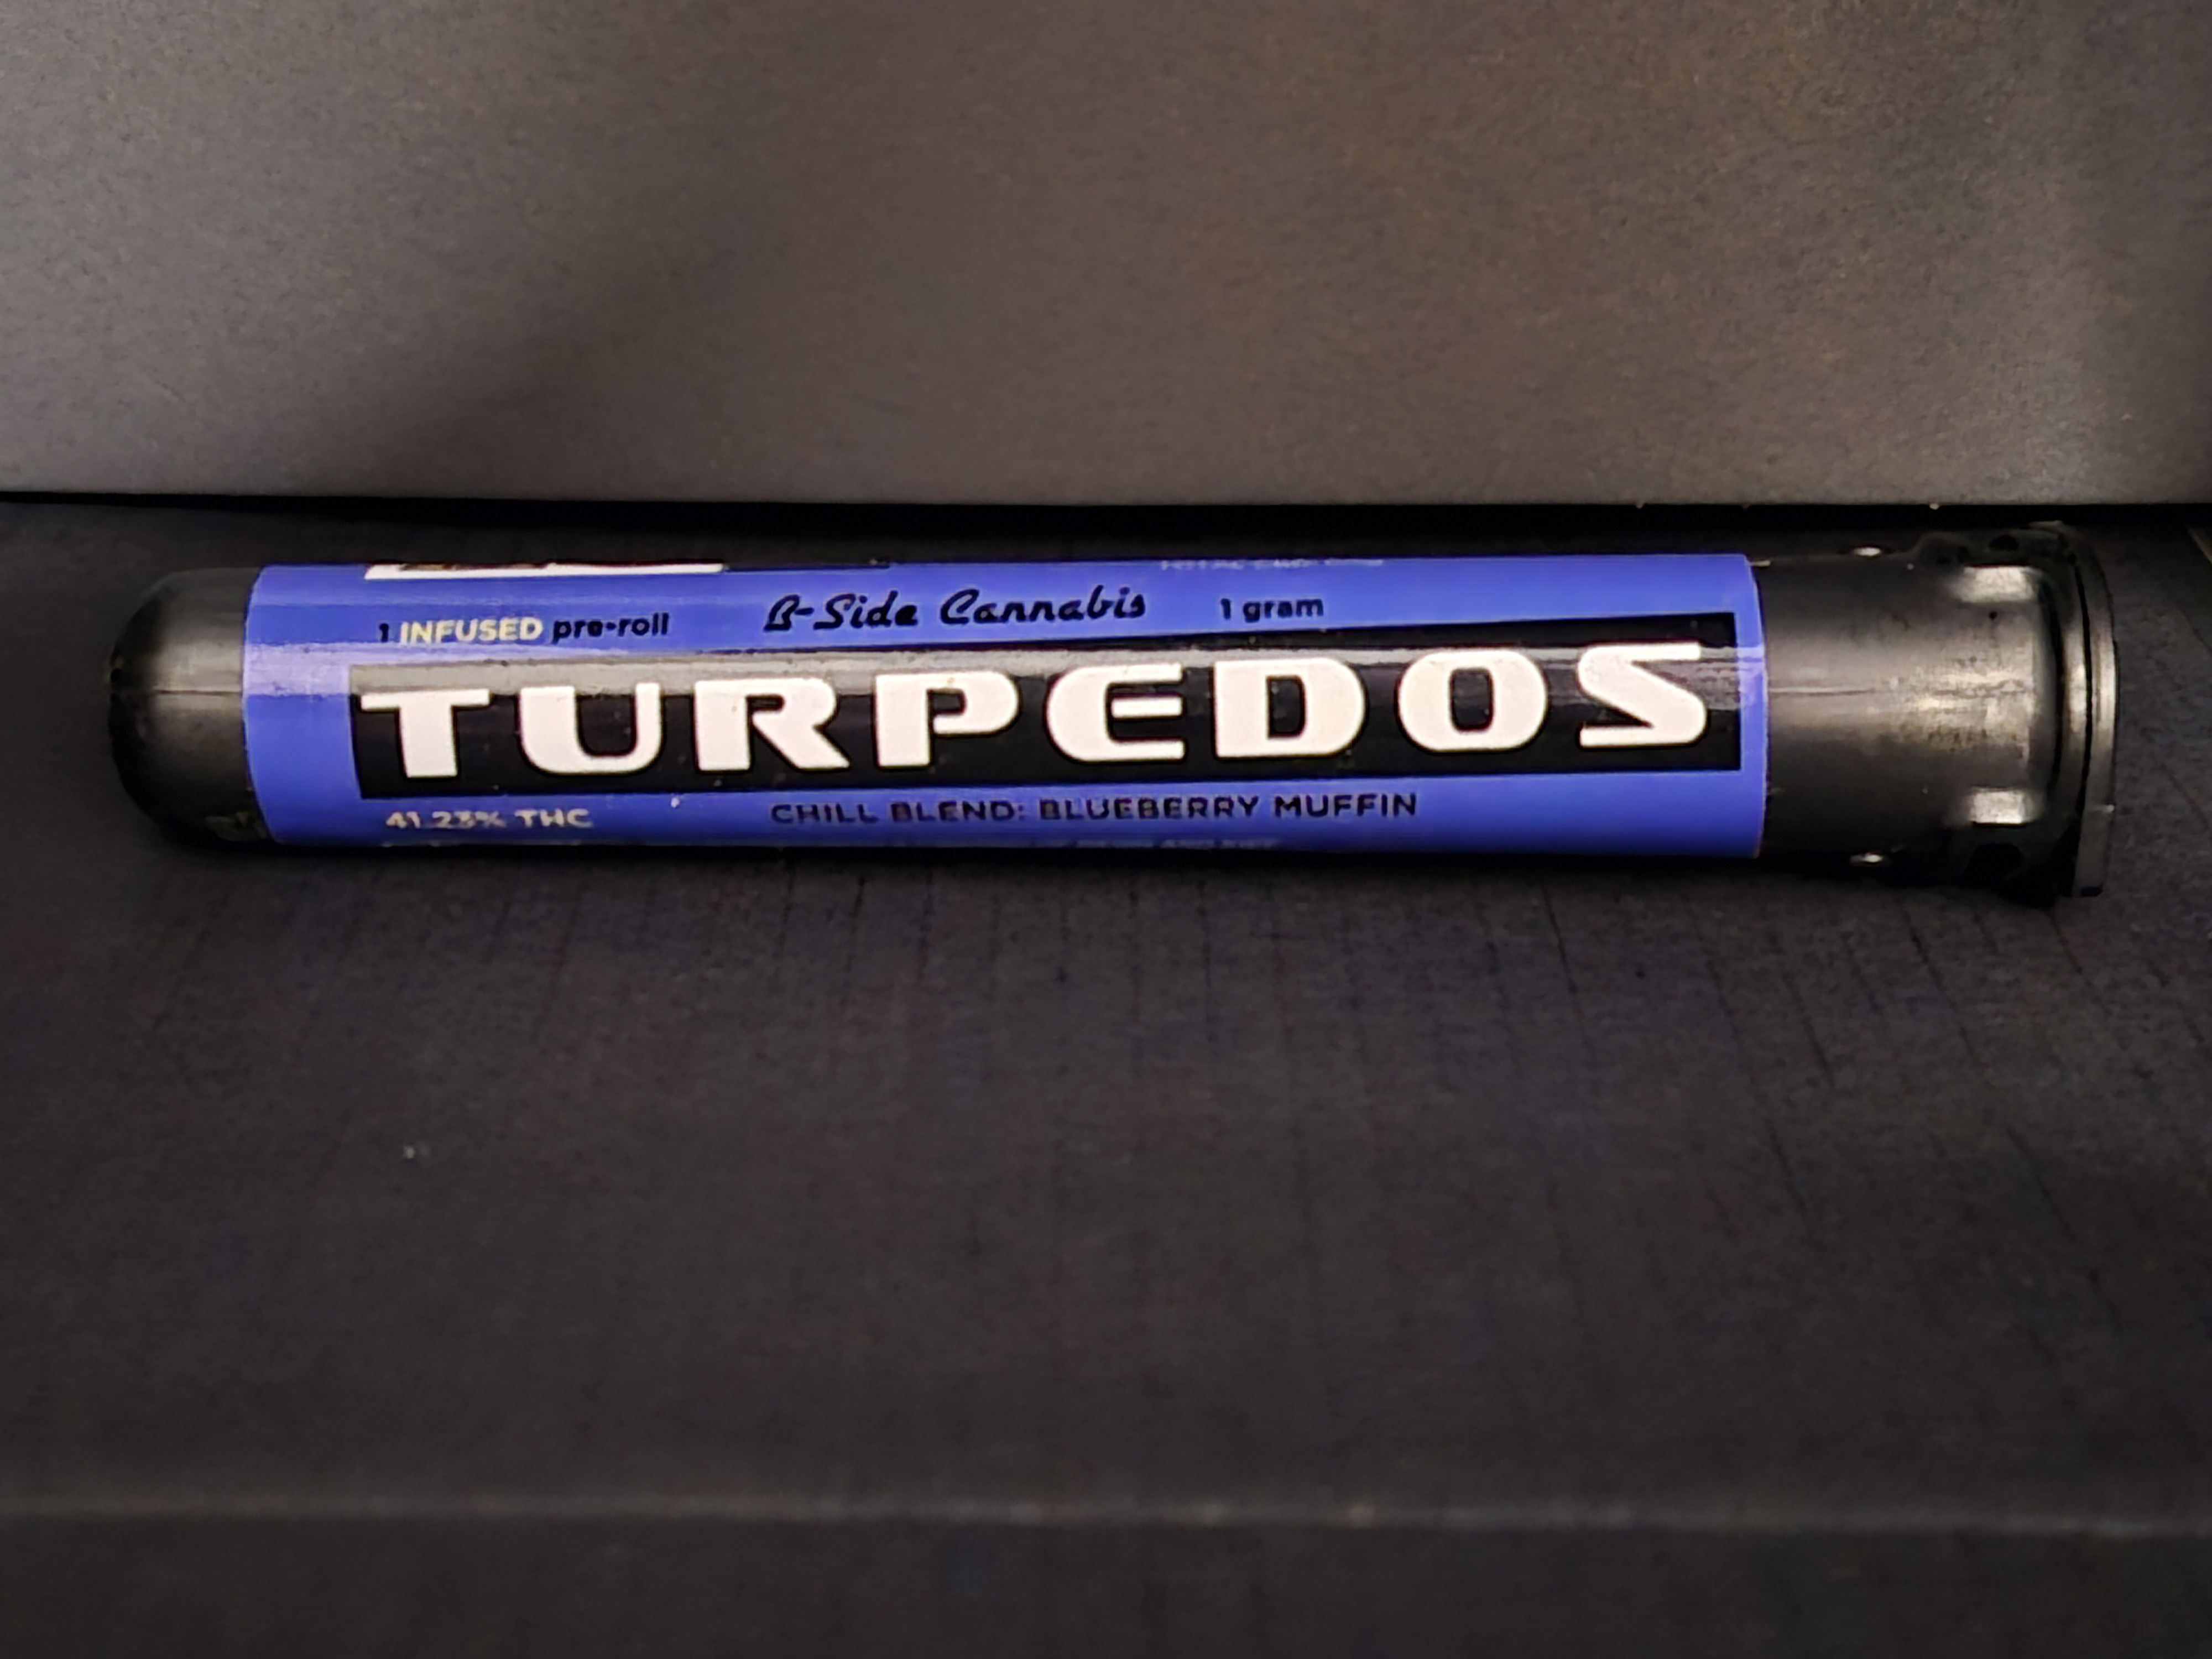 1 INFUSED pre-roll B-Side Cannabis 1 gram
TURPEDOS
41.23% THC CHILL BLEND: BLUEBERRY MUFFIN